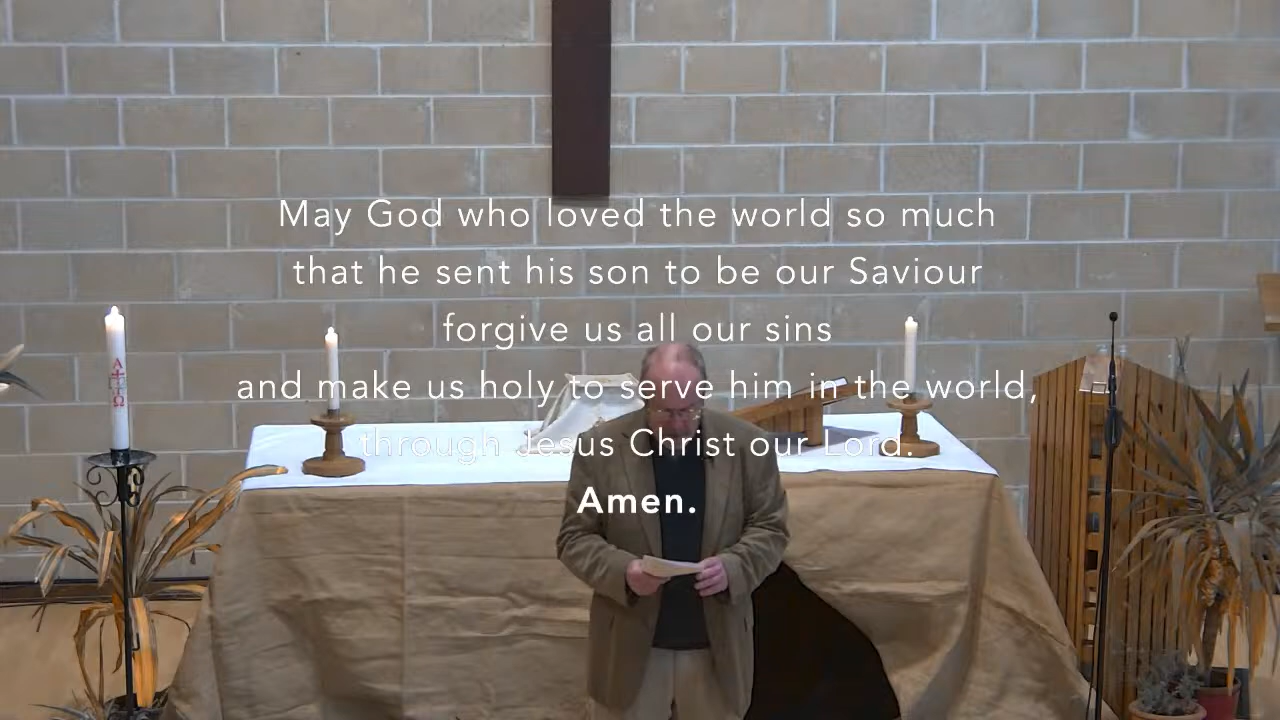 May God who loved the world so much
that he sent his son to be our Saviour
forgive us all our sins
and make us holy to serve him in the world,
through Jesus Christ our Lord.
Amen.
Α
Ω